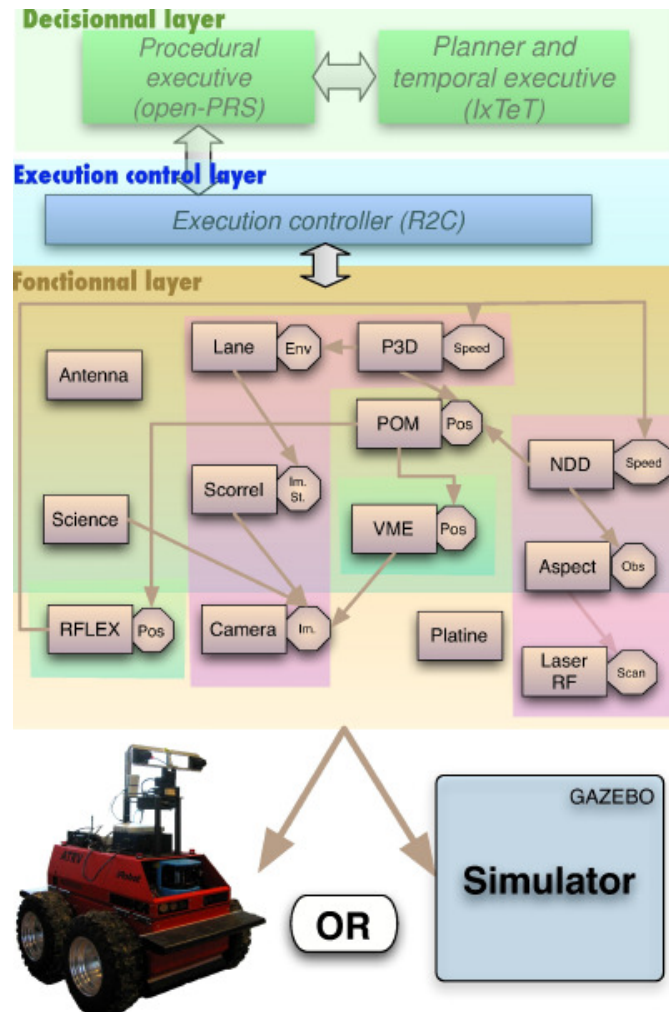 Decisionnal layer
Procedural
executive
(open-PRS)
Planner and
temporal executive
(IxTeT)
Execution control layer
Execution controller (R2C)
Fonctionnal layer
Lane
Env
P3D
Speed
Antenna
POM
Pos
NDD
Speed
Scorrel
Im.
St.
Science
VME
Pos
Aspect
Obs
RFLEX
Pos
Camera
Im.
Platine
Laser
RF
Scan
GAZEBO
Simulator
OR
ATRV
iRobot